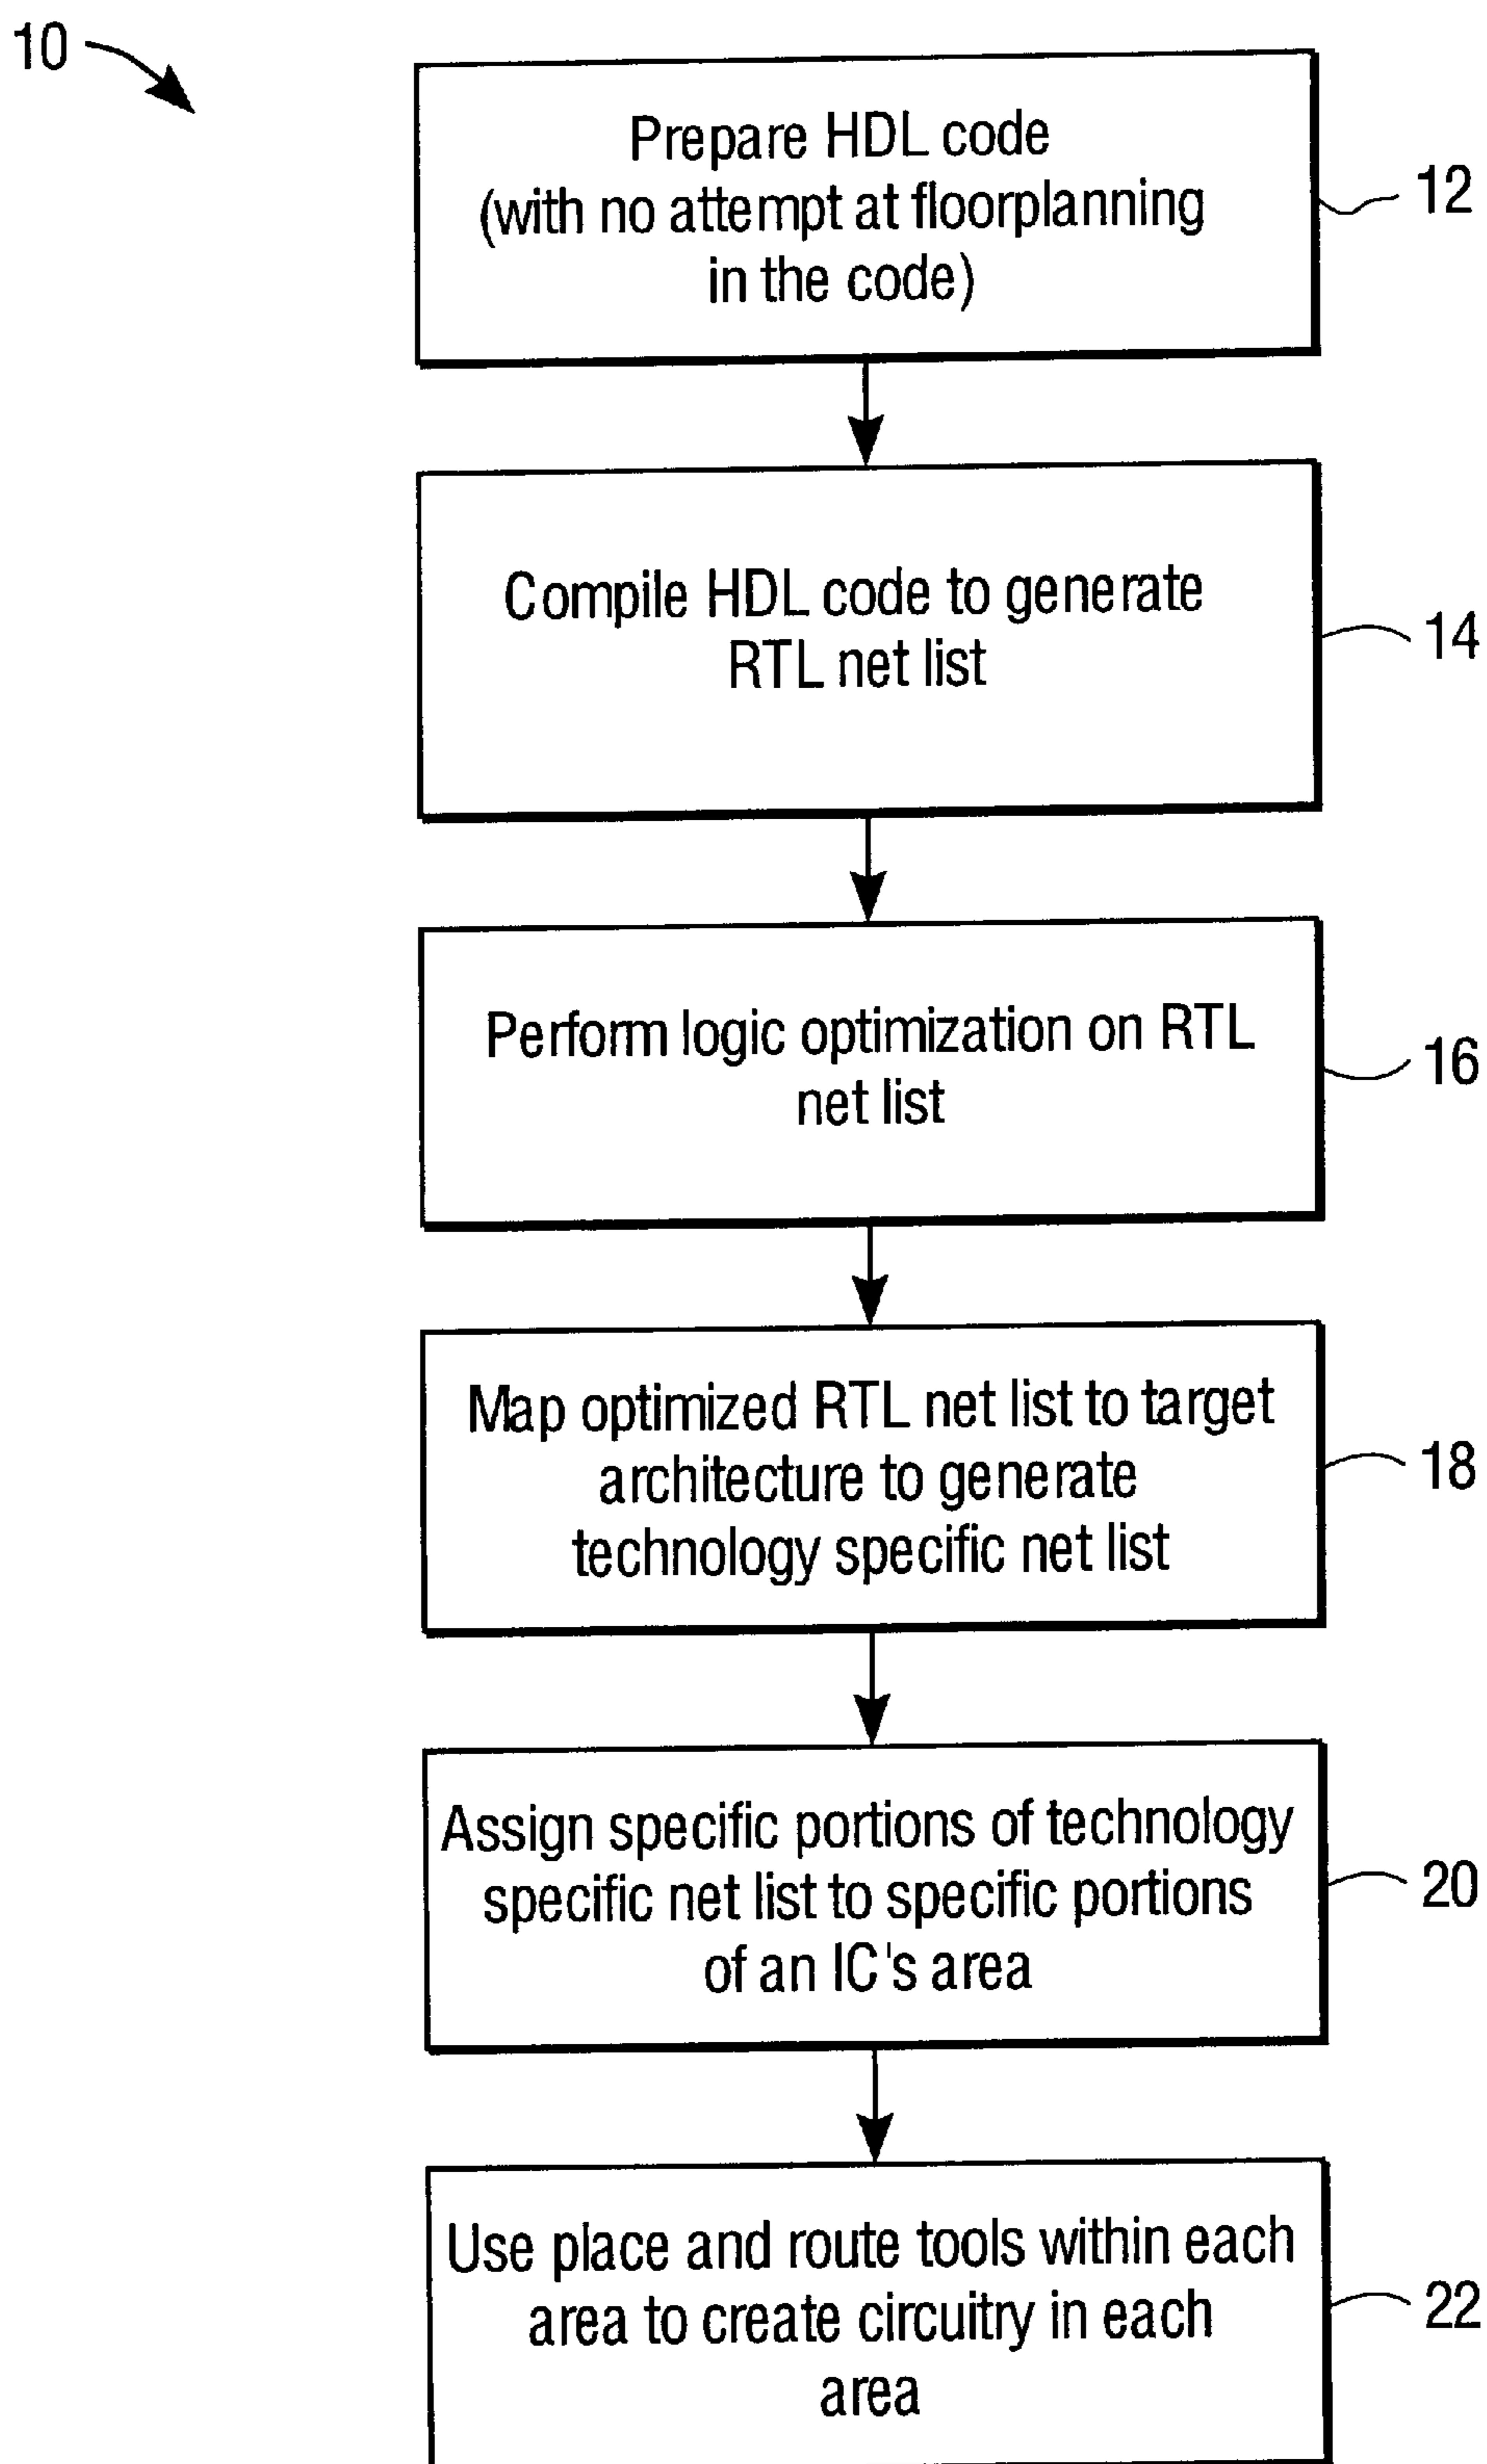 10
Prepare HDL code
(with no attempt at floorplanning
in the code)
12
Compile HDL code to generate
RTL net list
14
Perform logic optimization on RTL
net list
16
Map optimized RTL net list to target
architecture to generate
technology specific net list
18
Assign specific portions of technology
specific net list to specific portions
of an IC's area
20
Use place and route tools within each
area to create circuitry in each
area
22